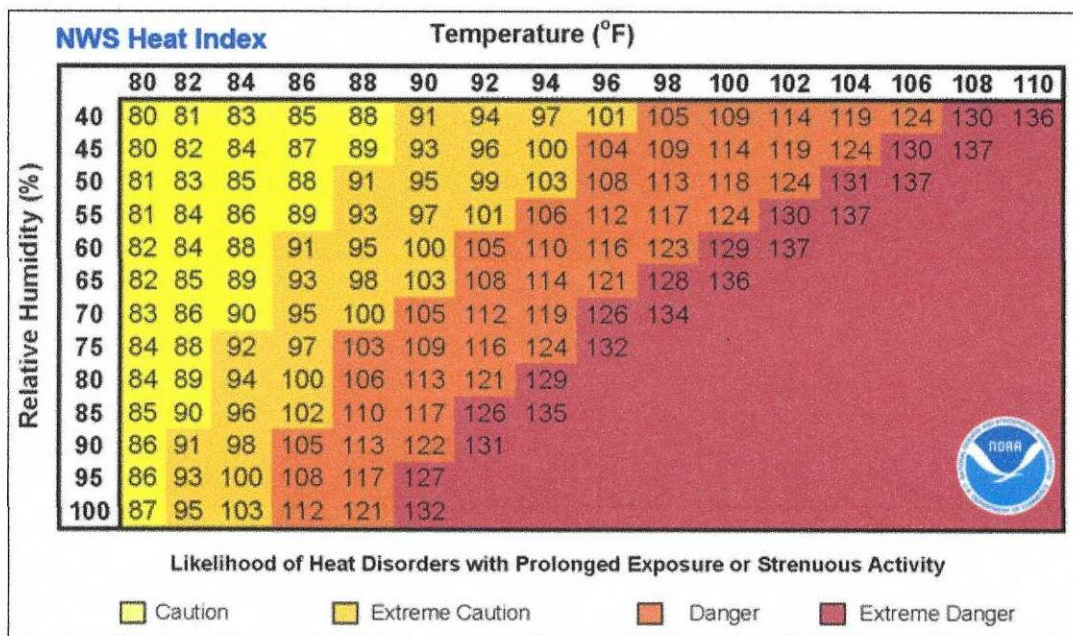 NWS Heat Index
Temperature (°F)
80 82 84 86 88 90 92 94 96 98 100 102 104 106 108 110
Relative Humidity (%)
40 80 81 83 85 88 91 94 97 101 105 109 114 119 124 130 136
45 80 82 84 87 89 93 96 100 104 109 114 119 124 130 137
50 81 83 85 88 91 95 99 103 108 113 118 124 131 137
55 81 84 86 89 93 97 101 106 112 117 124 130 137
60 82 84 88 91 95 100 105 110 116 123 129 137
65 82 85 89 93 98 103 108 114 121 128 136
70 83 86 90 95 100 105 112 119 126 134
75 84 88 92 97 103 109 116 124 132
80 84 89 94 100 106 113 121 129
85 85 90 96 102 110 117 126 135
90 86 91 98 105 113 122 131
95 86 93 100 108 117 127
100 87 95 103 112 121 132
NOAA
Likelihood of Heat Disorders with Prolonged Exposure or Strenuous Activity
Caution Extreme Caution Danger Extreme Danger